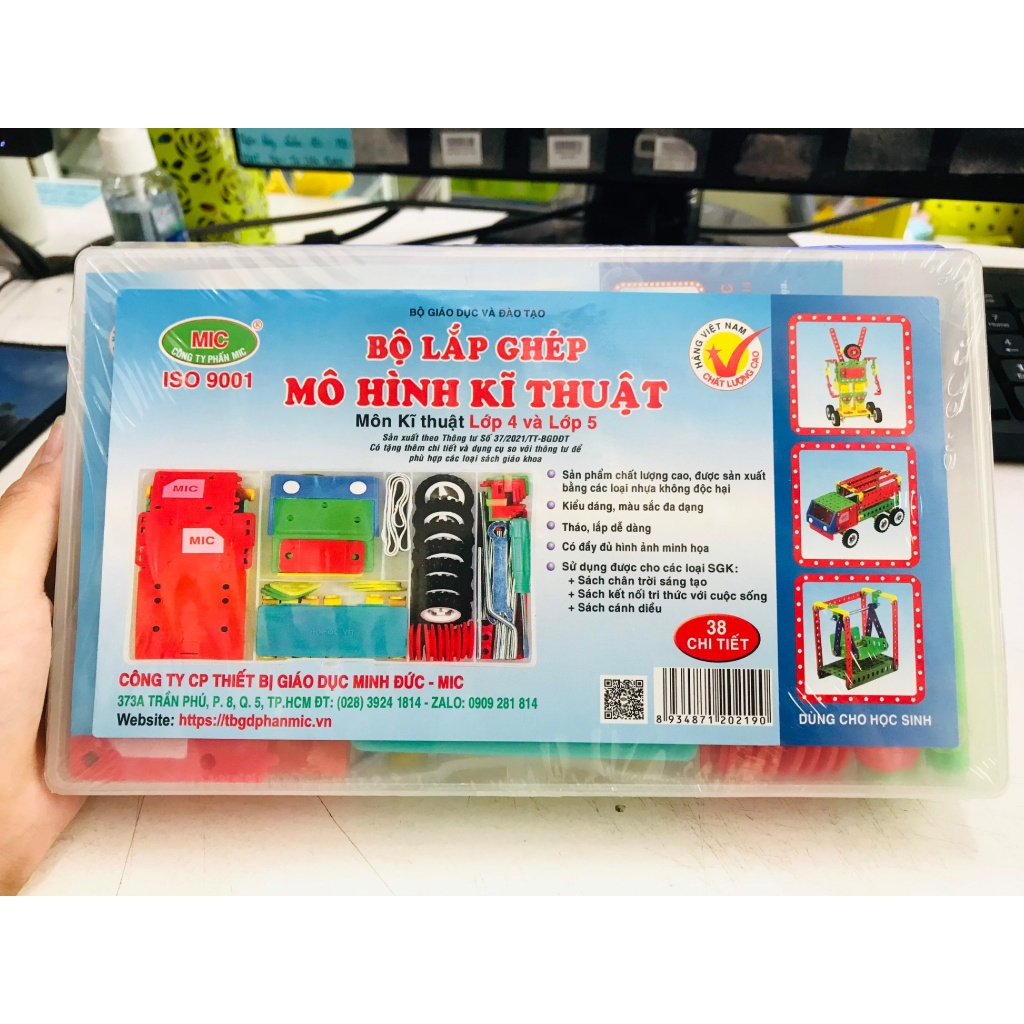 BỘ GIÁO DỤC VÀ ĐÀO TẠO
MIC
®
CÔNG TY PHẤN MIC
ISO 9001
BỘ LẮP GHÉP
MÔ HÌNH KĨ THUẬT
Môn Kĩ thuật Lớp 4 và Lớp 5
Sản xuất theo Thông tư Số 37/2021/TT-BGDĐT
Có tặng thêm chi tiết và dụng cụ so với thông tư để
phù hợp các loại sách giáo khoa
HÀNG VIỆT NAM
CHẤT LƯỢNG CAO
MIC
MIC
Sản phẩm chất lượng cao, được sản xuất
bằng các loại nhựa không độc hại
Kiểu dáng, màu sắc đa dạng
Tháo, lắp dễ dàng
Có đầy đủ hình ảnh minh họa
Sử dụng được cho các loại SGK:
+ Sách chân trời sáng tạo
+ Sách kết nối tri thức với cuộc sống
+ Sách cánh diều
38
CHI TIẾT
CÔNG TY CP THIẾT BỊ GIÁO DỤC MINH ĐỨC - MIC
373A TRẦN PHÚ, P. 8, Q. 5, TP.HCM ĐT: (028) 3924 1814 - ZALO: 0909 281 814
Website: https://tbgdphanmic.vn
8 934871 202190
DÙNG CHO HỌC SINH